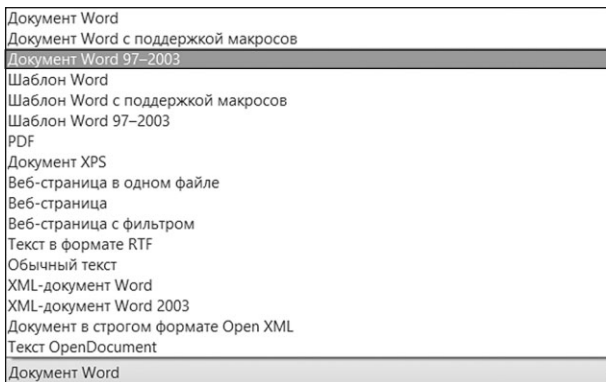 Документ Word
Документ Word с поддержкой макросов
Документ Word 97–2003
Шаблон Word
Шаблон Word с поддержкой макросов
Шаблон Word 97–2003
PDF
Документ XPS
Веб-страница в одном файле
Веб-страница
Веб-страница с фильтром
Текст в формате RTF
Обычный текст
XML-документ Word
XML-документ Word 2003
Документ в строгом формате Open XML
Текст OpenDocument
Документ Word